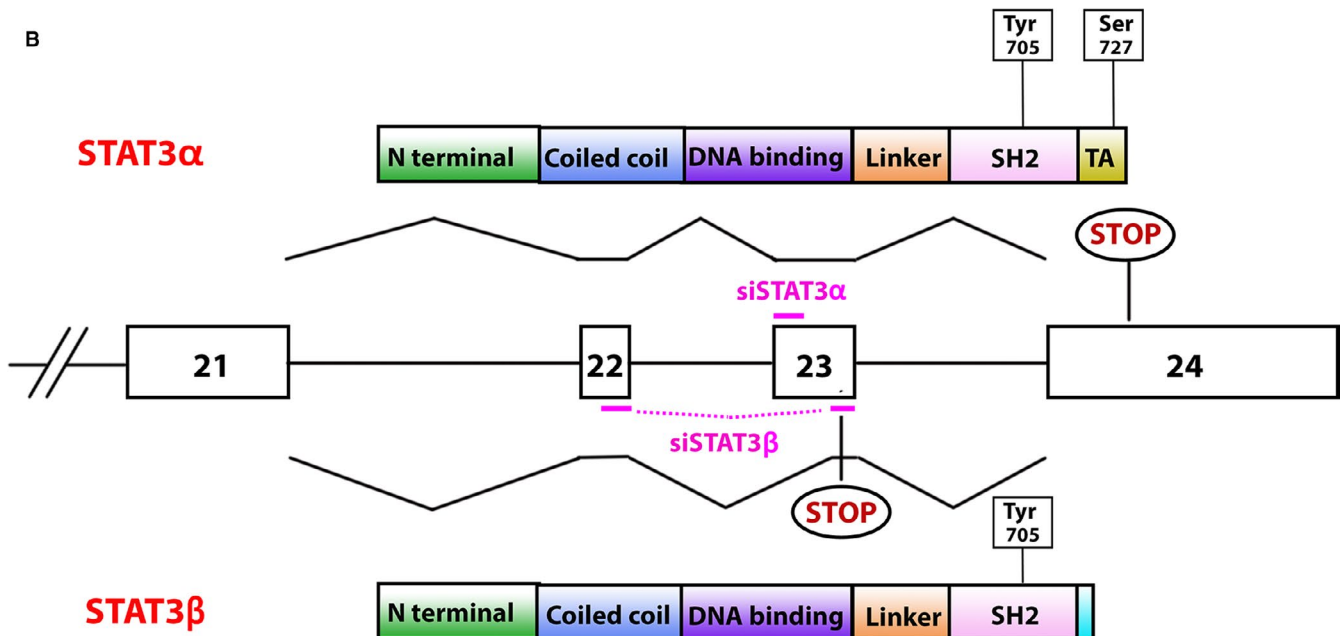 B
Tyr
705
Ser
727
STAT3α
N terminal
Coiled coil
DNA binding
Linker
SH2
TA
STOP
siSTAT3α
21
22
23
24
siSTAT3β
STOP
Tyr
705
STAT3β
N terminal
Coiled coil
DNA binding
Linker
SH2